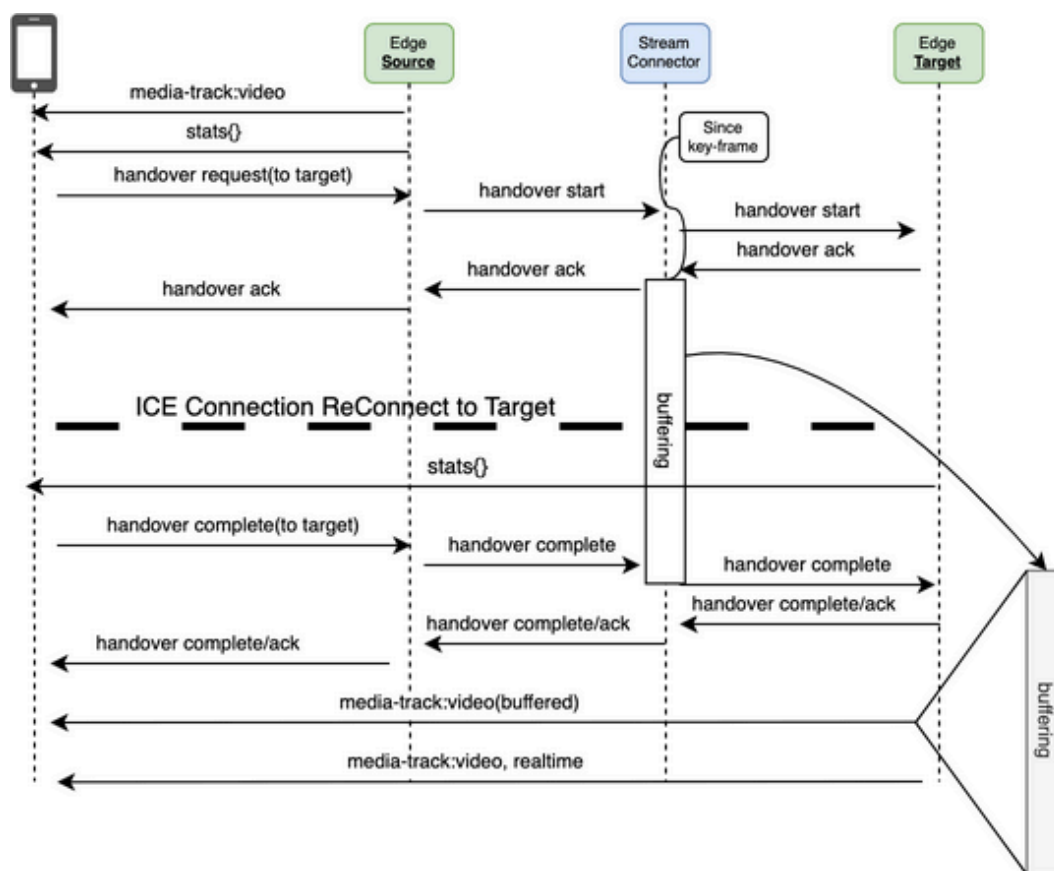 Edge
Source
Stream
Connector
Edge
Target
media-track:video
Since
key-frame
stats{}
handover request(to target)
handover start
handover start
handover ack
handover ack
handover ack
ICE Connection ReConnect to Target
buffering
stats{}
handover complete(to target)
handover complete
handover complete
handover complete/ack
handover complete/ack
handover complete/ack
media-track:video(buffered)
buffering
media-track:video, realtime